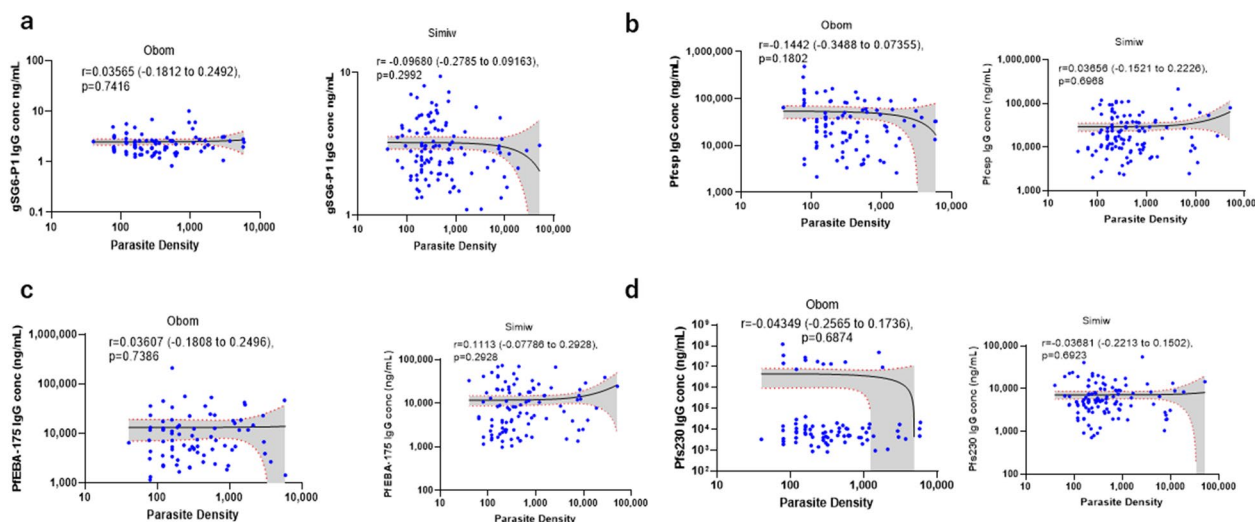 a
Obom
r=0.03565 (-0.1812 to 0.2492),
p=0.7416
gSG6-P1 IgG conc ng/mL
100
10
1
0.1
10
100
1,000
10,000
Parasite Density
Simiw
r= -0.09680 (-0.2785 to 0.09163),
p=0.2992
gSG6-P1 IgG conc ng/mL
10
1
10
100
1,000
10,000
100,000
Parasite Density
b
Obom
r=-0.1442 (-0.3488 to 0.07355),
p=0.1802
Pfcsp IgG conc (ng/mL)
1,000,000
100,000
10,000
1,000
10
100
1,000
10,000
Parasite Density
Simiw
r=0.03656 (-0.1521 to 0.2226),
p=0.6968
Pfcsp IgG conc (ng/mL)
1,000,000
100,000
10,000
1,000
10
100
1,000
10,000
100,000
Parasite Density
c
Obom
r=0.03607 (-0.1808 to 0.2496),
p=0.7386
PfEBA-175 IgG conc (ng/mL)
1,000,000
100,000
10,000
1,000
10
100
1,000
10,000
Parasite Density
Simiw
r=0.1113 (-0.07786 to 0.2928),
p=0.2928
PfEBA-175 IgG conc (ng/mL)
100,000
10,000
1,000
100
10
100
1,000
10,000
100,000
Parasite Density
d
Obom
r=-0.04349 (-0.2565 to 0.1736),
p=0.6874
Pfs230 IgG conc (ng/mL)
10⁹
10⁸
10⁷
10⁶
10⁵
10⁴
10³
10²
10
100
1,000
10,000
Parasite Density
Simiw
r=-0.03681 (-0.2213 to 0.1502),
p=0.6923
Pfs230 IgG conc (ng/mL)
100,000
10,000
1,000
100
10
100
1,000
10,000
100,000
Parasite Density